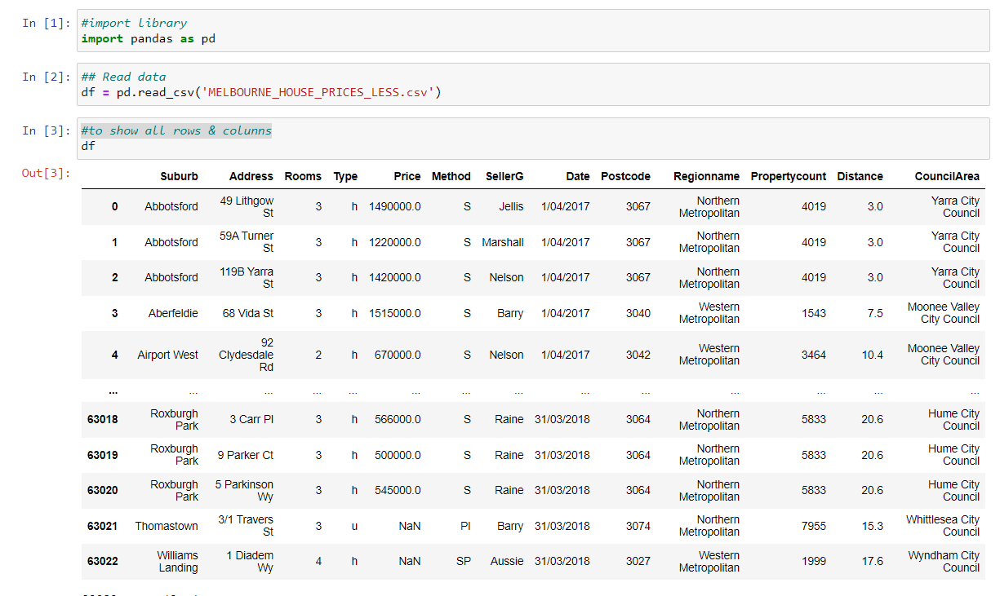 In [1]: #import library
import pandas as pd
In [2]: ## Read data
df = pd.read_csv('MELBOURNE_HOUSE_PRICES_LESS.csv')
In [3]: #to show all rows & colunns
df
Out[3]:
Suburb Address Rooms Type Price Method SellerG Date Postcode Regionname Propertycount Distance CouncilArea
0 Abbotsford 49 Lithgow St 3 h 1490000.0 S Jellis 1/04/2017 3067 Northern Metropolitan 4019 3.0 Yarra City Council
1 Abbotsford 59A Turner St 3 h 1220000.0 S Marshall 1/04/2017 3067 Northern Metropolitan 4019 3.0 Yarra City Council
2 Abbotsford 119B Yarra St 3 h 1420000.0 S Nelson 1/04/2017 3067 Northern Metropolitan 4019 3.0 Yarra City Council
3 Aberfeldie 68 Vida St 3 h 1515000.0 S Barry 1/04/2017 3040 Western Metropolitan 1543 7.5 Moonee Valley City Council
4 Airport West 92 Clydesdale Rd 2 h 670000.0 S Nelson 1/04/2017 3042 Western Metropolitan 3464 10.4 Moonee Valley City Council
... ... ... ... ... ... ... ... ... ... ... ... ... ...
63018 Roxburgh Park 3 Carr Pl 3 h 566000.0 S Raine 31/03/2018 3064 Northern Metropolitan 5833 20.6 Hume City Council
63019 Roxburgh Park 9 Parker Ct 3 h 500000.0 S Raine 31/03/2018 3064 Northern Metropolitan 5833 20.6 Hume City Council
63020 Roxburgh Park 5 Parkinson Wy 3 h 545000.0 S Raine 31/03/2018 3064 Northern Metropolitan 5833 20.6 Hume City Council
63021 Thomastown 3/1 Travers St 3 u NaN PI Barry 31/03/2018 3074 Northern Metropolitan 7955 15.3 Whittlesea City Council
63022 Williams Landing 1 Diadem Wy 4 h NaN SP Aussie 31/03/2018 3027 Western Metropolitan 1999 17.6 Wyndham City Council